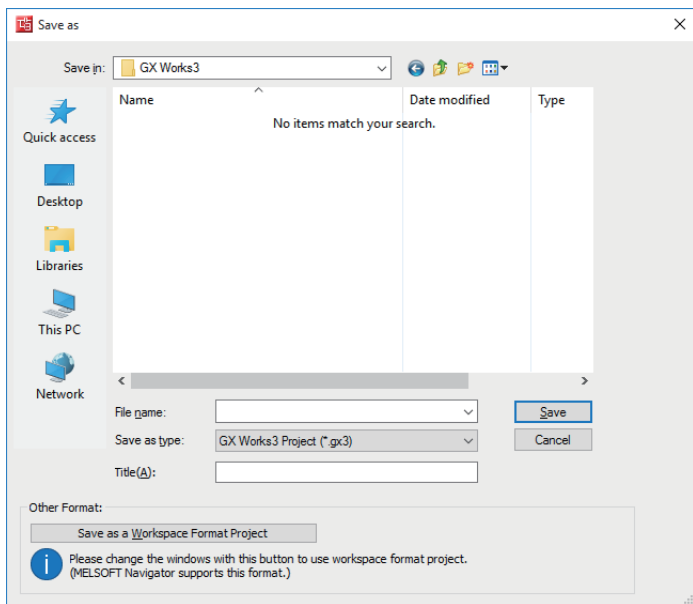 Save as
Save in:
GX Works3
Name
Date modified
Type
No items match your search.
Quick access
Desktop
Libraries
This PC
Network
File name:
Save
Save as type:
GX Works3 Project (*.gx3)
Cancel
Title(A):
Other Format:
Save as a Workspace Format Project
Please change the windows with this button to use workspace format project.
(MELSOFT Navigator supports this format.)